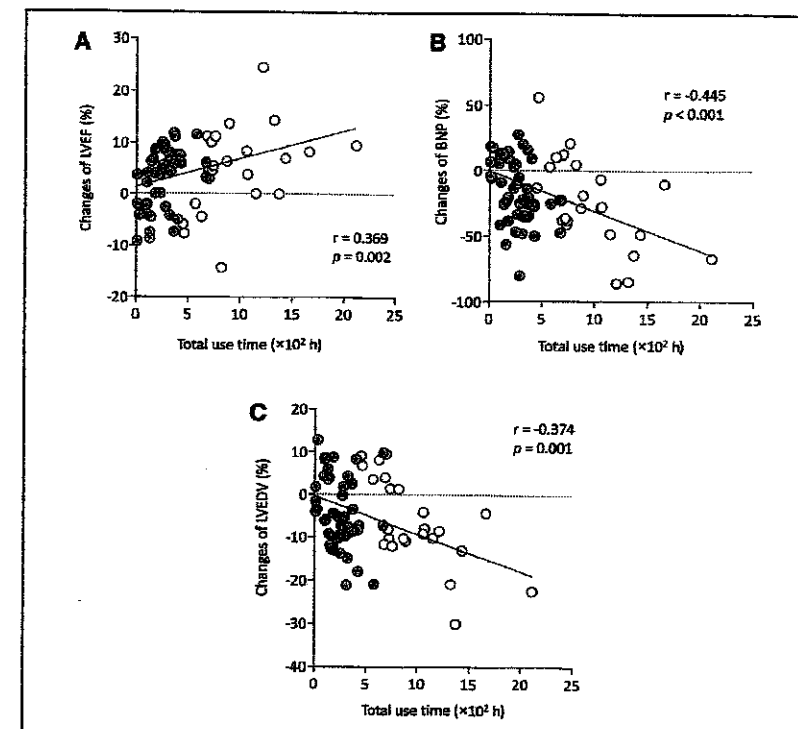 A
30
20
10
0
-10
-20
Changes of LVEF (%)
r = 0.369
p = 0.002
0 5 10 15 20 25
Total use time (×10² h)
B
100
50
0
-50
-100
Changes of BNP (%)
r = -0.445
p < 0.001
0 5 10 15 20 25
Total use time (×10² h)
C
20
10
0
-10
-20
-30
-40
Changes of LVEDV (%)
r = -0.374
p = 0.001
0 5 10 15 20 25
Total use time (×10² h)